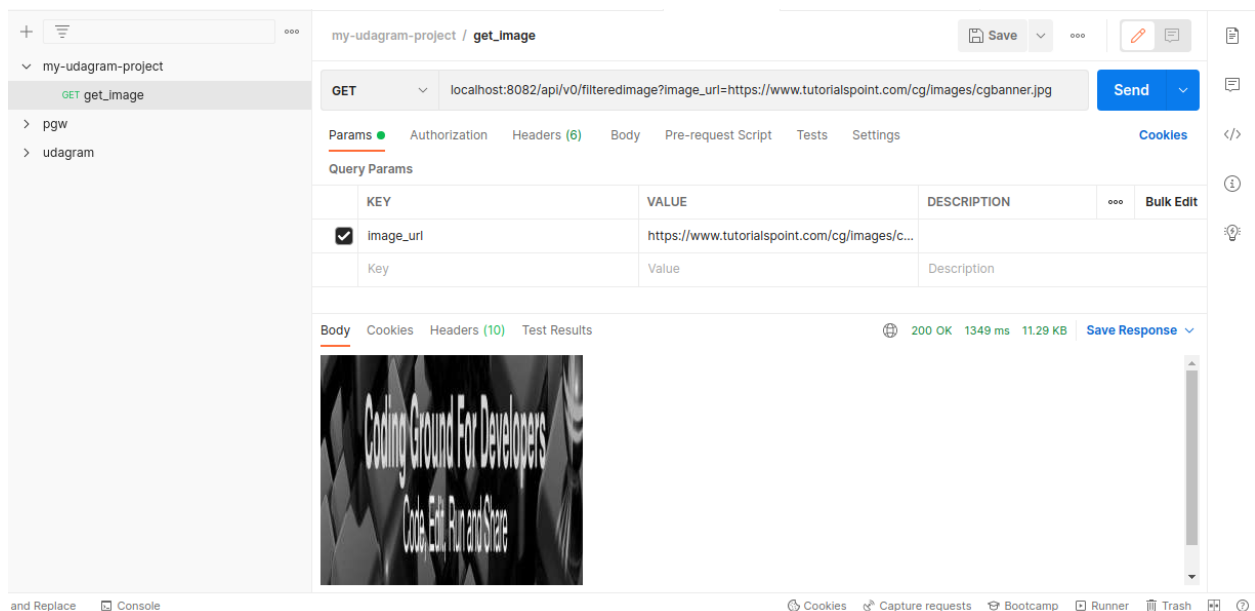 my-udagram-project / get_image
Save
my-udagram-project
GET get_image
pgw
udagram
GET
localhost:8082/api/v0/filteredimage?image_url=https://www.tutorialspoint.com/cg/images/cgbanner.jpg
Send
Params Authorization Headers (6) Body Pre-request Script Tests Settings Cookies
Query Params
KEY VALUE DESCRIPTION Bulk Edit
image_url https://www.tutorialspoint.com/cg/images/c...
Key Value Description
Body Cookies Headers (10) Test Results 200 OK 1349 ms 11.29 KB Save Response
Coding Ground For Developers
Code, Edit, Run and Share
and Replace Console Cookies Capture requests Bootcamp Runner Trash